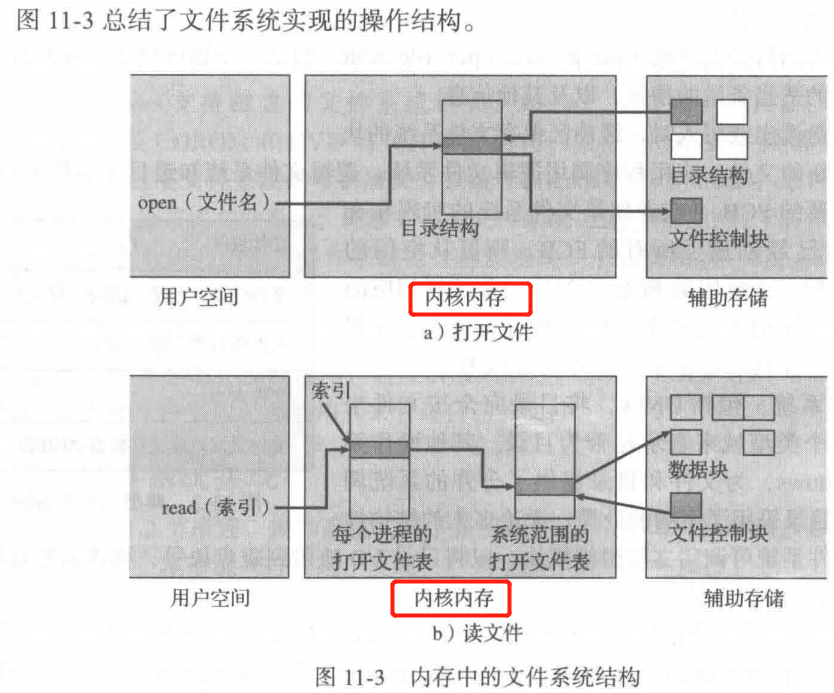 图 11-3 总结了文件系统实现的操作结构。
open（文件名）
目录结构
目录结构
文件控制块
用户空间
内核内存
辅助存储
a）打开文件
索引
read（索引）
数据块
每个进程的
打开文件表
系统范围的
打开文件表
文件控制块
用户空间
内核内存
辅助存储
b）读文件
图 11-3 内存中的文件系统结构